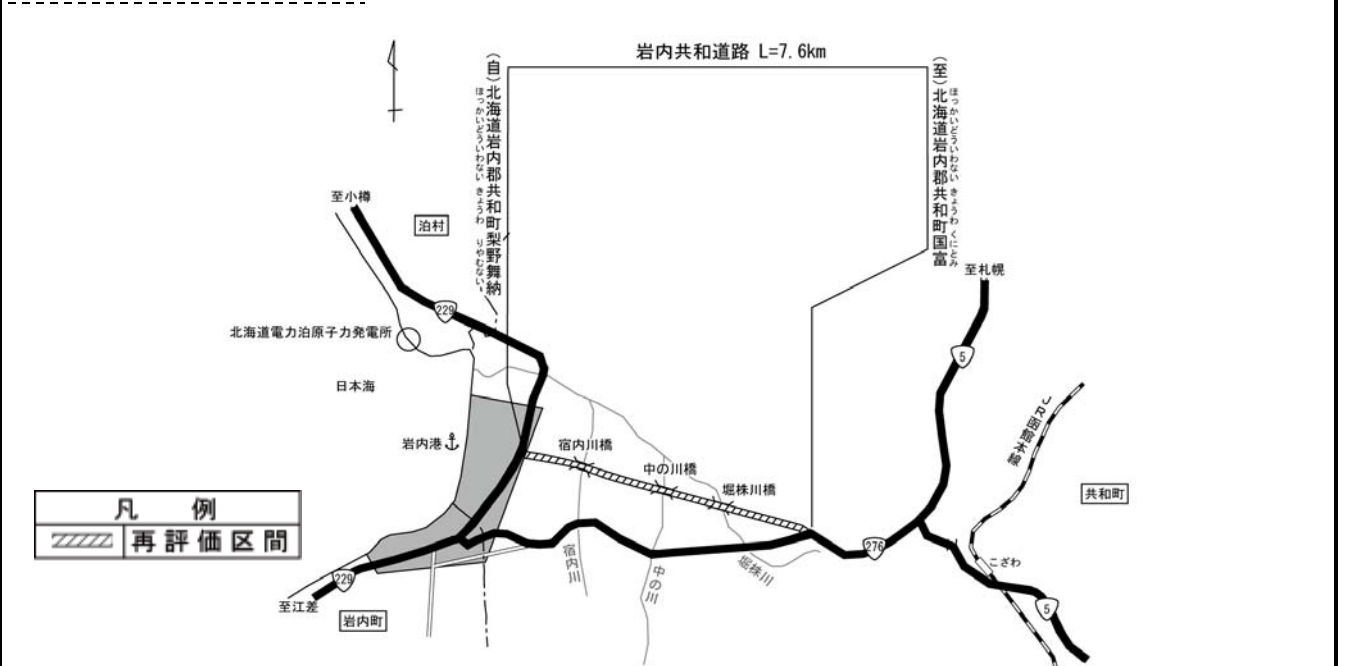 岩内共和道路 L=7.6km
(自)北海道岩内郡共和町梨野舞納
ほっかいどういわない きょうわ りやむない
(至)北海道岩内郡共和町国富
ほっかいどういわない きょうわ くにとみ
至小樽
泊村
至札幌
229
北海道電力泊原子力発電所
5
日本海
JR函館本線
岩内港
宿内川橋
中の川橋
堀株川橋
共和町
凡 例
再評価区間
276
宿内川
中の川
堀株川
こざわ
229
至江差
岩内町
5